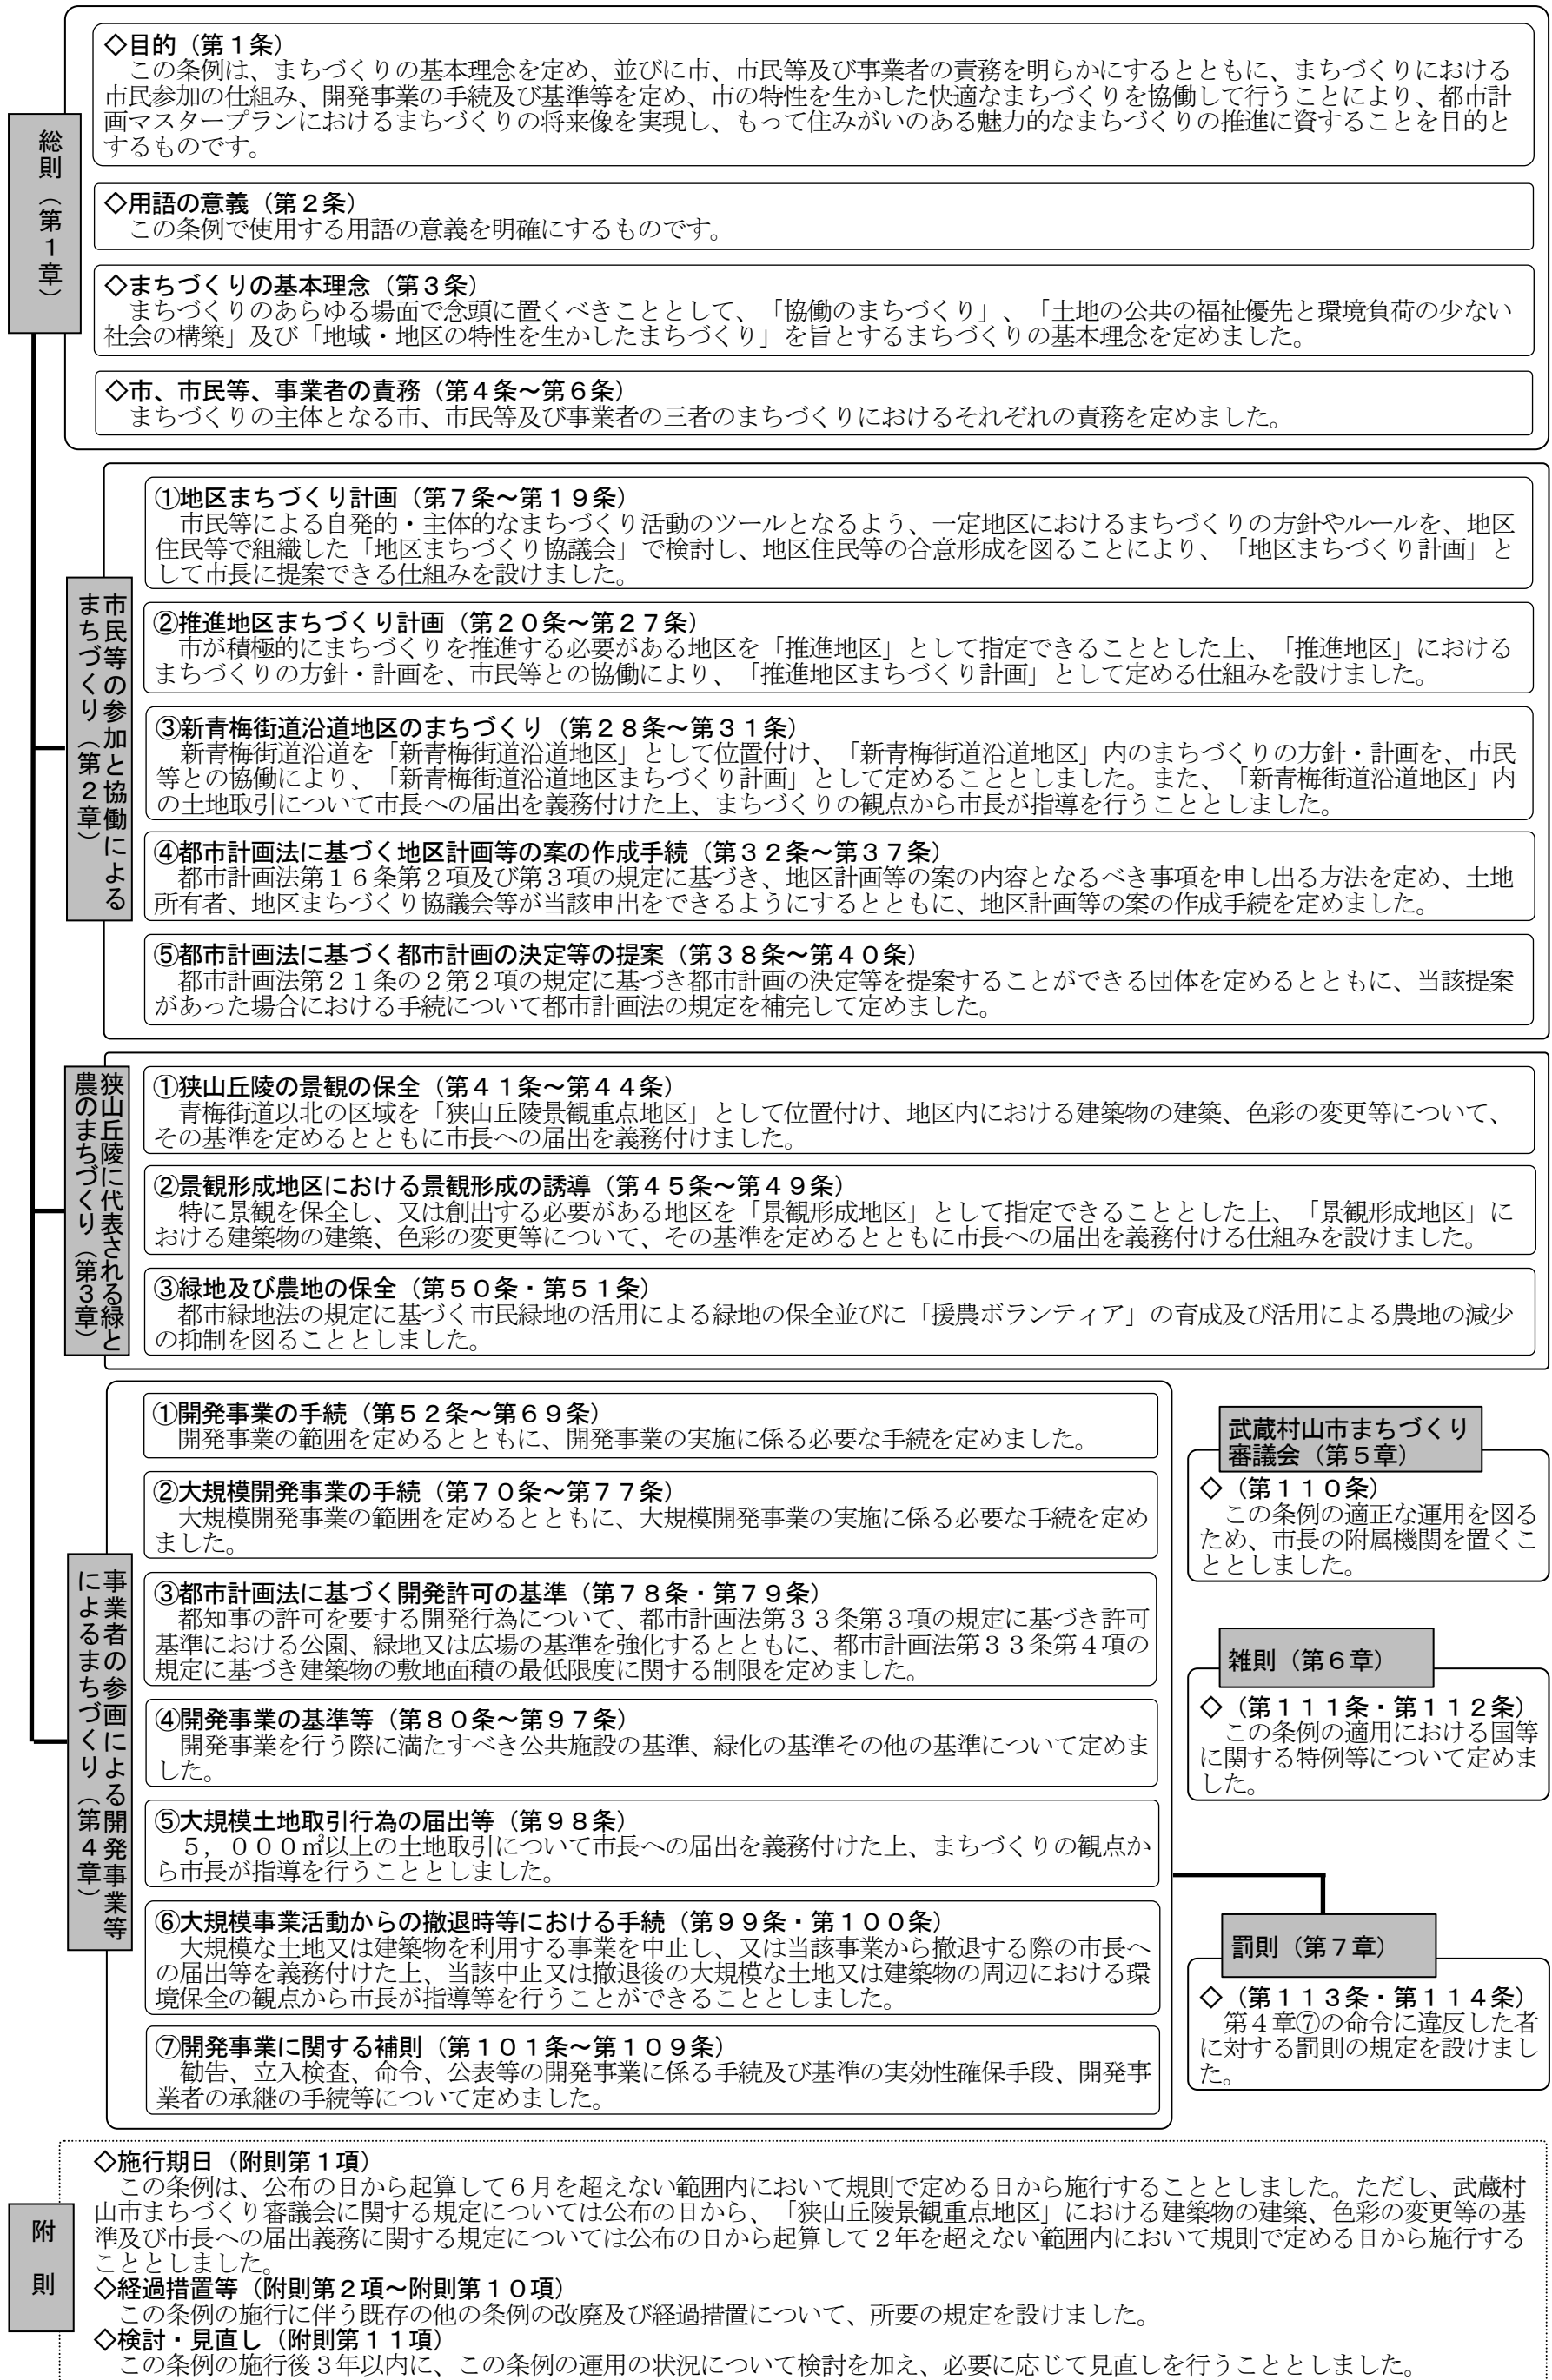 総則（第１章）
◇目的（第１条）
この条例は、まちづくりの基本理念を定め、並びに市、市民等及び事業者の責務を明らかにするとともに、まちづくりにおける
市民参加の仕組み、開発事業の手続及び基準等を定め、市の特性を生かした快適なまちづくりを協働して行うことにより、都市計
画マスタープランにおけるまちづくりの将来像を実現し、もって住みがいのある魅力的なまちづくりの推進に資することを目的と
するものです。
◇用語の意義（第２条）
この条例で使用する用語の意義を明確にするものです。
◇まちづくりの基本理念（第３条）
まちづくりのあらゆる場面で念頭に置くべきこととして、「協働のまちづくり」、「土地の公共の福祉優先と環境負荷の少ない
社会の構築」及び「地域・地区の特性を生かしたまちづくり」を旨とするまちづくりの基本理念を定めました。
◇市、市民等、事業者の責務（第４条～第６条）
まちづくりの主体となる市、市民等及び事業者の三者のまちづくりにおけるそれぞれの責務を定めました。
市民等の参加と協働による
まちづくり（第２章）
①地区まちづくり計画（第７条～第１９条）
市民等による自発的・主体的なまちづくり活動のツールとなるよう、一定地区におけるまちづくりの方針やルールを、地区
住民等で組織した「地区まちづくり協議会」で検討し、地区住民等の合意形成を図ることにより、「地区まちづくり計画」と
して市長に提案できる仕組みを設けました。
②推進地区まちづくり計画（第２０条～第２７条）
市が積極的にまちづくりを推進する必要がある地区を「推進地区」として指定できることとした上、「推進地区」における
まちづくりの方針・計画を、市民等との協働により、「推進地区まちづくり計画」として定める仕組みを設けました。
③新青梅街道沿道地区のまちづくり（第２８条～第３１条）
新青梅街道沿道を「新青梅街道沿道地区」として位置付け、「新青梅街道沿道地区」内のまちづくりの方針・計画を、市民
等との協働により、「新青梅街道沿道地区まちづくり計画」として定めることとしました。また、「新青梅街道沿道地区」内
の土地取引について市長への届出を義務付けた上、まちづくりの観点から市長が指導を行うこととしました。
④都市計画法に基づく地区計画等の案の作成手続（第３２条～第３７条）
都市計画法第１６条第２項及び第３項の規定に基づき、地区計画等の案の内容となるべき事項を申し出る方法を定め、土地
所有者、地区まちづくり協議会等が当該申出をできるようにするとともに、地区計画等の案の作成手続を定めました。
⑤都市計画法に基づく都市計画の決定等の提案（第３８条～第４０条）
都市計画法第２１条の２第２項の規定に基づき都市計画の決定等を提案することができる団体を定めるとともに、当該提案
があった場合における手続について都市計画法の規定を補完して定めました。
狭山丘陵に代表される緑と
農のまちづくり（第３章）
①狭山丘陵の景観の保全（第４１条～第４４条）
青梅街道以北の区域を「狭山丘陵景観重点地区」として位置付け、地区内における建築物の建築、色彩の変更等について、
その基準を定めるとともに市長への届出を義務付けました。
②景観形成地区における景観形成の誘導（第４５条～第４９条）
特に景観を保全し、又は創出する必要がある地区を「景観形成地区」として指定できることとした上、「景観形成地区」に
おける建築物の建築、色彩の変更等について、その基準を定めるとともに市長への届出を義務付ける仕組みを設けました。
③緑地及び農地の保全（第５０条・第５１条）
都市緑地法の規定に基づく市民緑地の活用による緑地の保全並びに「援農ボランティア」の育成及び活用による農地の減少
の抑制を図ることとしました。
事業者の参画による開発事業等
によるまちづくり（第４章）
①開発事業の手続（第５２条～第６９条）
開発事業の範囲を定めるとともに、開発事業の実施に係る必要な手続を定めました。
②大規模開発事業の手続（第７０条～第７７条）
大規模開発事業の範囲を定めるとともに、大規模開発事業の実施に係る必要な手続を定め
ました。
③都市計画法に基づく開発許可の基準（第７８条・第７９条）
都知事の許可を要する開発行為について、都市計画法第３３条第３項の規定に基づき許可
基準における公園、緑地又は広場の基準を強化するとともに、都市計画法第３３条第４項の
規定に基づき建築物の敷地面積の最低限度に関する制限を定めました。
④開発事業の基準等（第８０条～第９７条）
開発事業を行う際に満たすべき公共施設の基準、緑化の基準その他の基準について定めま
した。
⑤大規模土地取引行為の届出等（第９８条）
５，０００㎡以上の土地取引について市長への届出を義務付けた上、まちづくりの観点か
ら市長が指導を行うこととしました。
⑥大規模事業活動からの撤退時等における手続（第９９条・第１００条）
大規模な土地又は建築物を利用する事業を中止し、又は当該事業から撤退する際の市長へ
の届出等を義務付けた上、当該中止又は撤退後の大規模な土地又は建築物の周辺における環
境保全の観点から市長が指導等を行うことができることとしました。
⑦開発事業に関する補則（第１０１条～第１０９条）
勧告、立入検査、命令、公表等の開発事業に係る手続及び基準の実効性確保手段、開発事
業者の承継の手続等について定めました。
武蔵村山市まちづくり
審議会（第５章）
◇（第１１０条）
この条例の適正な運用を図る
ため、市長の附属機関を置くこ
ととしました。
雑則（第６章）
◇（第１１１条・第１１２条）
この条例の適用における国等
に関する特例等について定めま
した。
罰則（第７章）
◇（第１１３条・第１１４条）
第４章⑦の命令に違反した者
に対する罰則の規定を設けまし
た。
附則
◇施行期日（附則第１項）
この条例は、公布の日から起算して６月を超えない範囲内において規則で定める日から施行することとしました。ただし、武蔵村
山市まちづくり審議会に関する規定については公布の日から、「狭山丘陵景観重点地区」における建築物の建築、色彩の変更等の基
準及び市長への届出義務に関する規定については公布の日から起算して２年を超えない範囲内において規則で定める日から施行する
こととしました。
◇経過措置等（附則第２項～附則第１０項）
この条例の施行に伴う既存の他の条例の改廃及び経過措置について、所要の規定を設けました。
◇検討・見直し（附則第１１項）
この条例の施行後３年以内に、この条例の運用の状況について検討を加え、必要に応じて見直しを行うこととしました。